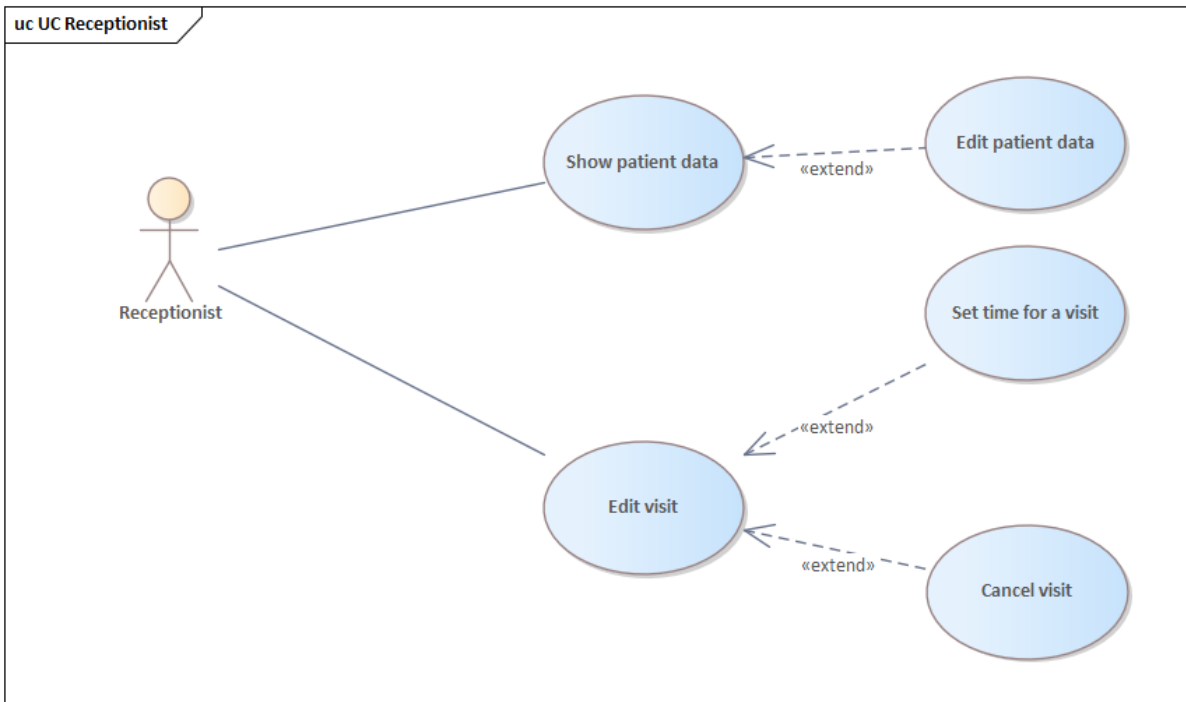 uc UC Receptionist
Show patient data
Edit patient data
«extend»
Receptionist
Set time for a visit
«extend»
Edit visit
«extend»
Cancel visit